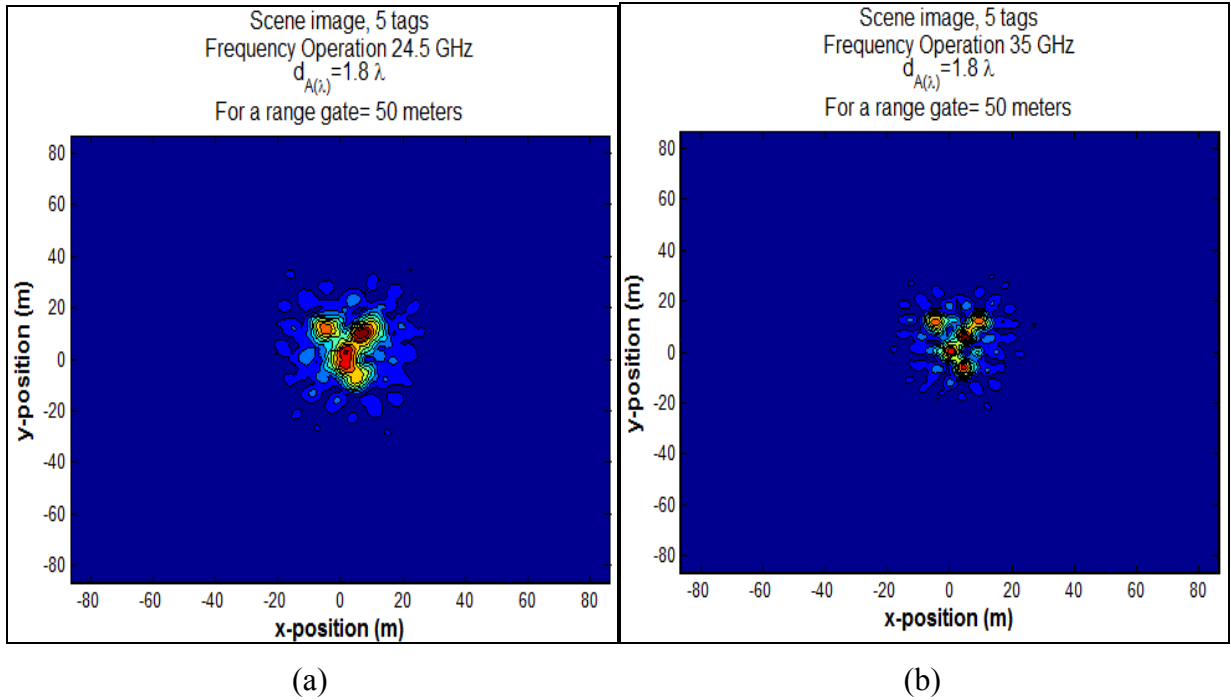 Scene image, 5 tags
Frequency Operation 24.5 GHz
d_A(λ)=1.8 λ
For a range gate= 50 meters
80
60
40
20
0
-20
-40
-60
-80
y-position (m)
-80 -60 -40 -20 0 20 40 60 80
x-position (m)
(a)
Scene image, 5 tags
Frequency Operation 35 GHz
d_A(λ)=1.8 λ
For a range gate= 50 meters
80
60
40
20
0
-20
-40
-60
-80
y-position (m)
-80 -60 -40 -20 0 20 40 60 80
x-position (m)
(b)